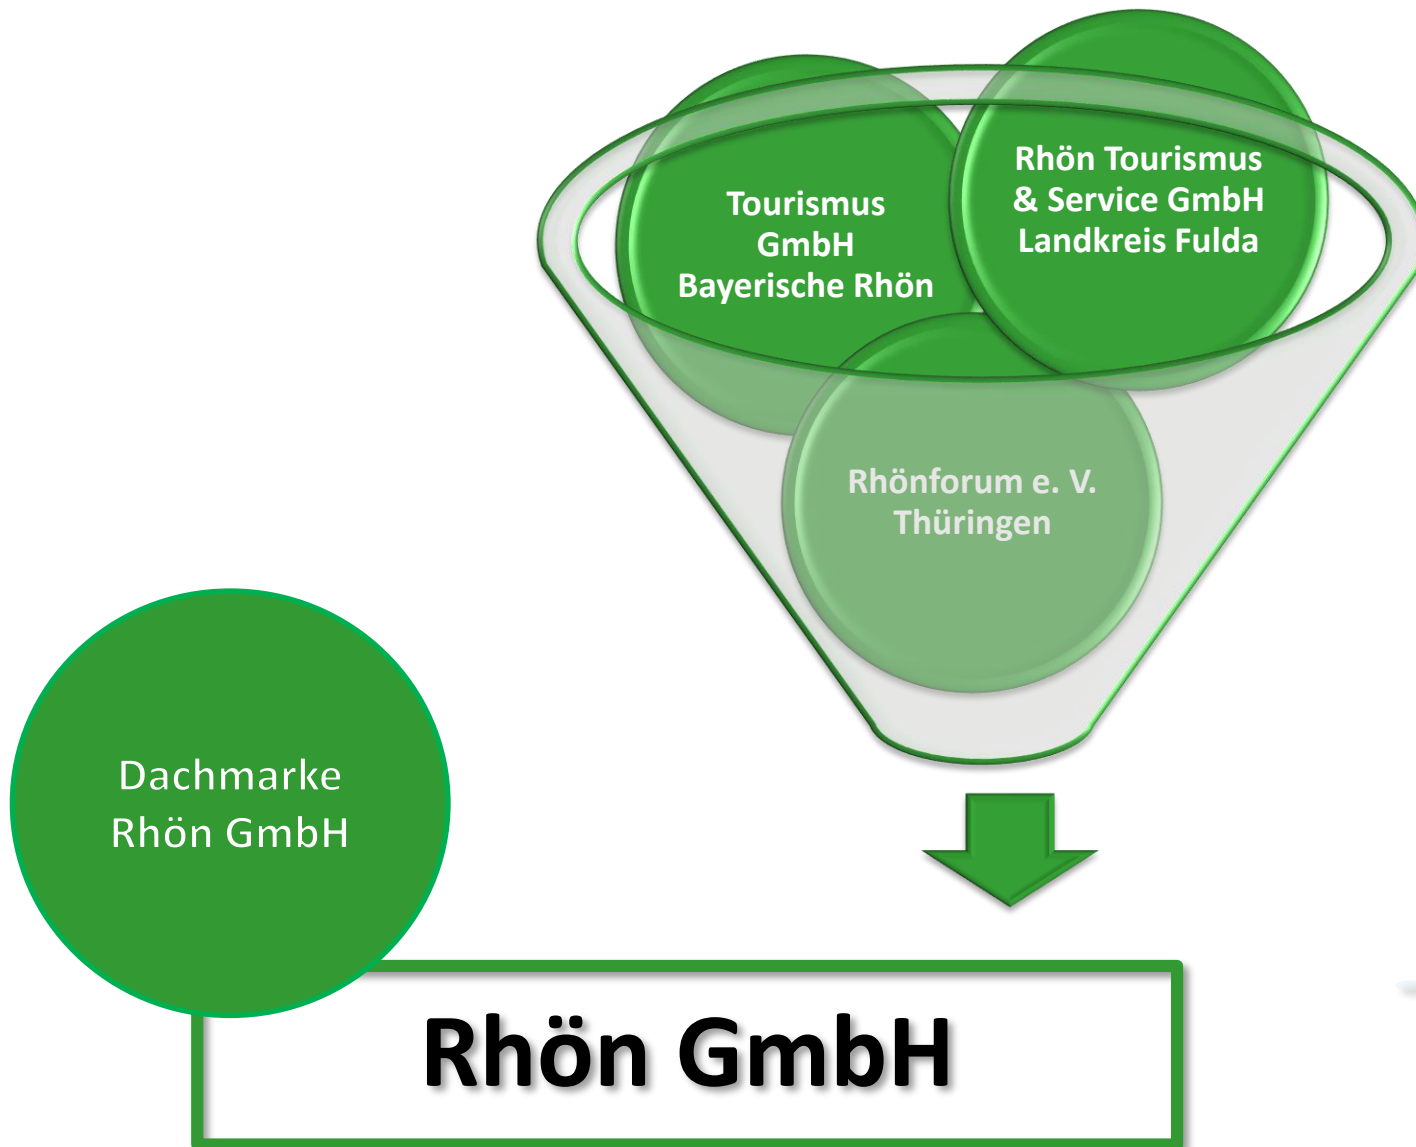 Tourismus
GmbH
Bayerische Rhön
Rhön Tourismus
& Service GmbH
Landkreis Fulda
Rhönforum e. V.
Thüringen
Dachmarke
Rhön GmbH
Rhön GmbH